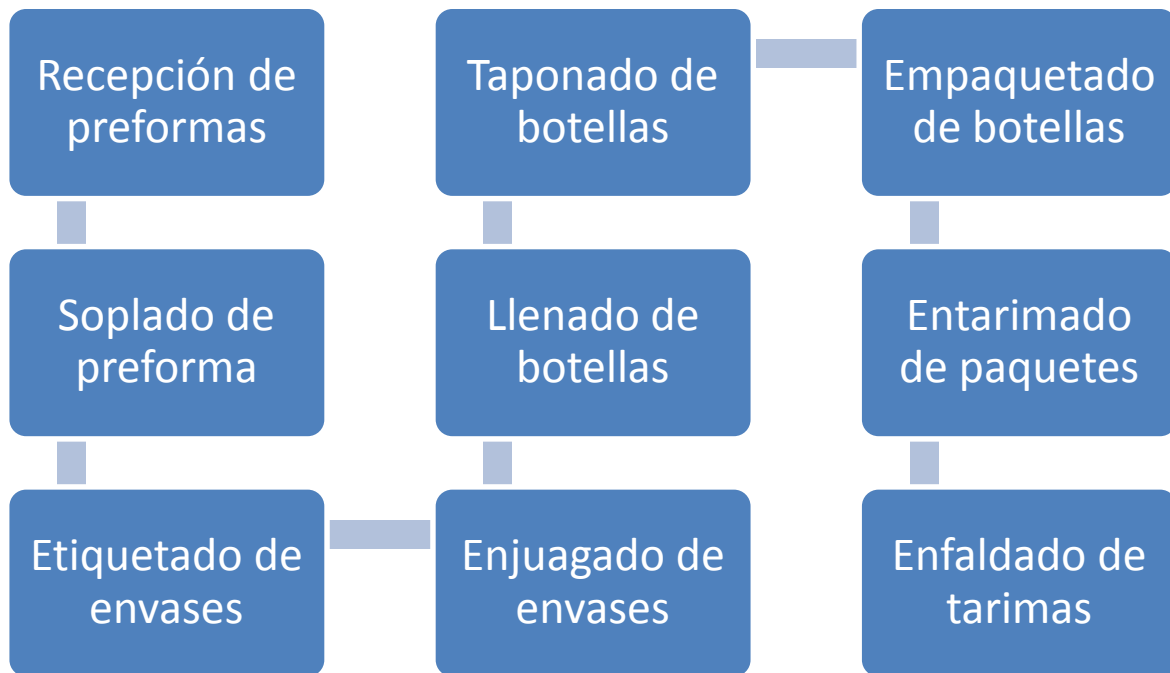 Recepción de
preformas
Soplado de
preforma
Etiquetado de
envases
Enjuagado de
envases
Llenado de
botellas
Taponado de
botellas
Empaquetado
de botellas
Entarimado
de paquetes
Enfaldado de
tarimas